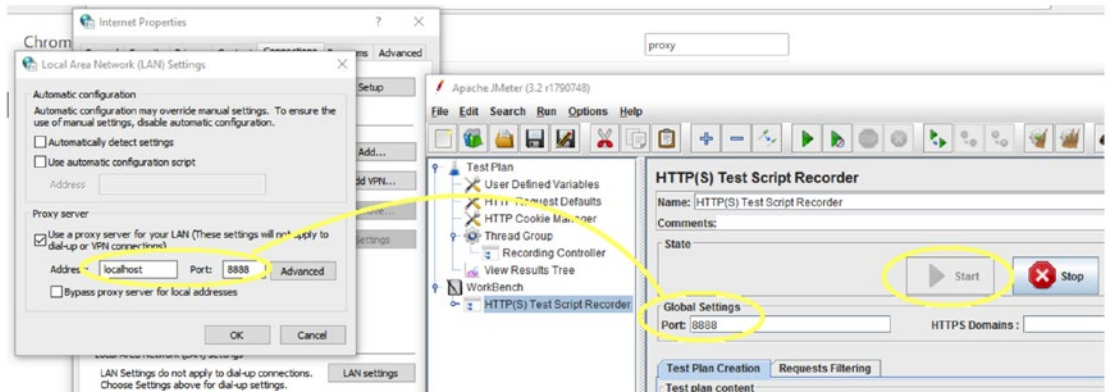 Chrom
Internet Properties
Connections
Advanced
Setup
Add...
Settings
Local Area Network (LAN) Settings
Automatic configuration
Automatic configuration may override manual settings. To ensure the
use of manual settings, disable automatic configuration.
Automatically detect settings
Use automatic configuration script
Address
Proxy server
Use a proxy server for your LAN (These settings will not apply to
dial-up or VPN connections).
Address: localhost Port: 8888 Advanced
Bypass proxy server for local addresses
OK Cancel
LAN Settings do not apply to dial-up connections.
Choose Settings above for dial-up settings.
LAN settings
proxy
Apache JMeter (3.2 r1790748)
File Edit Search Run Options Help
Test Plan
User Defined Variables
HTTP Request Defaults
HTTP Cookie Manager
Thread Group
Recording Controller
View Results Tree
WorkBench
HTTP(S) Test Script Recorder
HTTP(S) Test Script Recorder
Name: HTTP(S) Test Script Recorder
Comments:
State
Start Stop
Global Settings
Port: 8888 HTTPS Domains :
Test Plan Creation Requests Filtering
Test plan content